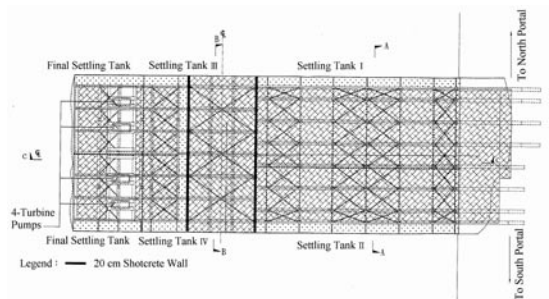 B
℄
A
Settling Tank III
Final Settling Tank
Settling Tank I
To North Portal
C
℄
4-Turbine
Pumps
Final Settling Tank
Settling Tank IV
B
Settling Tank II
A
Legend : 20 cm Shotcrete Wall
To South Portal